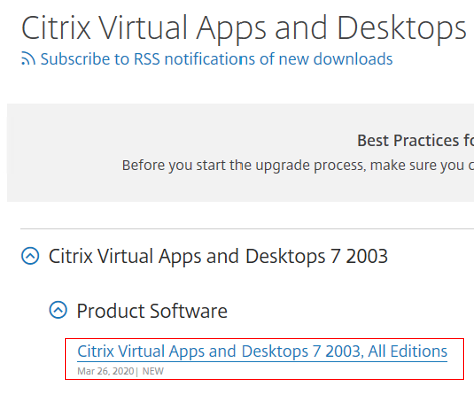 Citrix Virtual Apps and Desktops
Subscribe to RSS notifications of new downloads
Best Practices fo
Before you start the upgrade process, make sure you c
Citrix Virtual Apps and Desktops 7 2003
Product Software
Citrix Virtual Apps and Desktops 7 2003, All Editions
Mar 26, 2020 | NEW